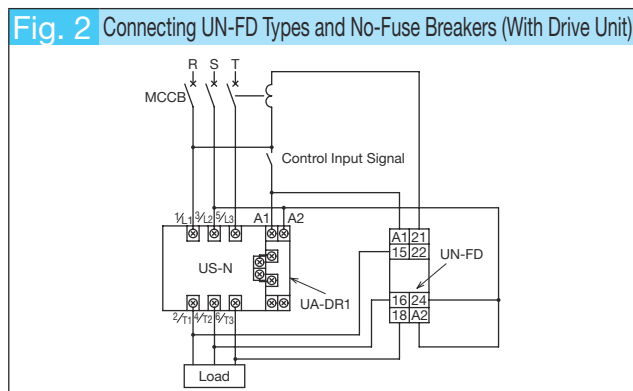 Fig. 2 Connecting UN-FD Types and No-Fuse Breakers (With Drive Unit)
R S T
MCCB
Control Input Signal
1/L1 3/L2 5/L3 A1 A2
A1 21
15 22
US-N
UN-FD
UA-DR1
16 24
18 A2
2/T1 4/T2 6/T3
Load